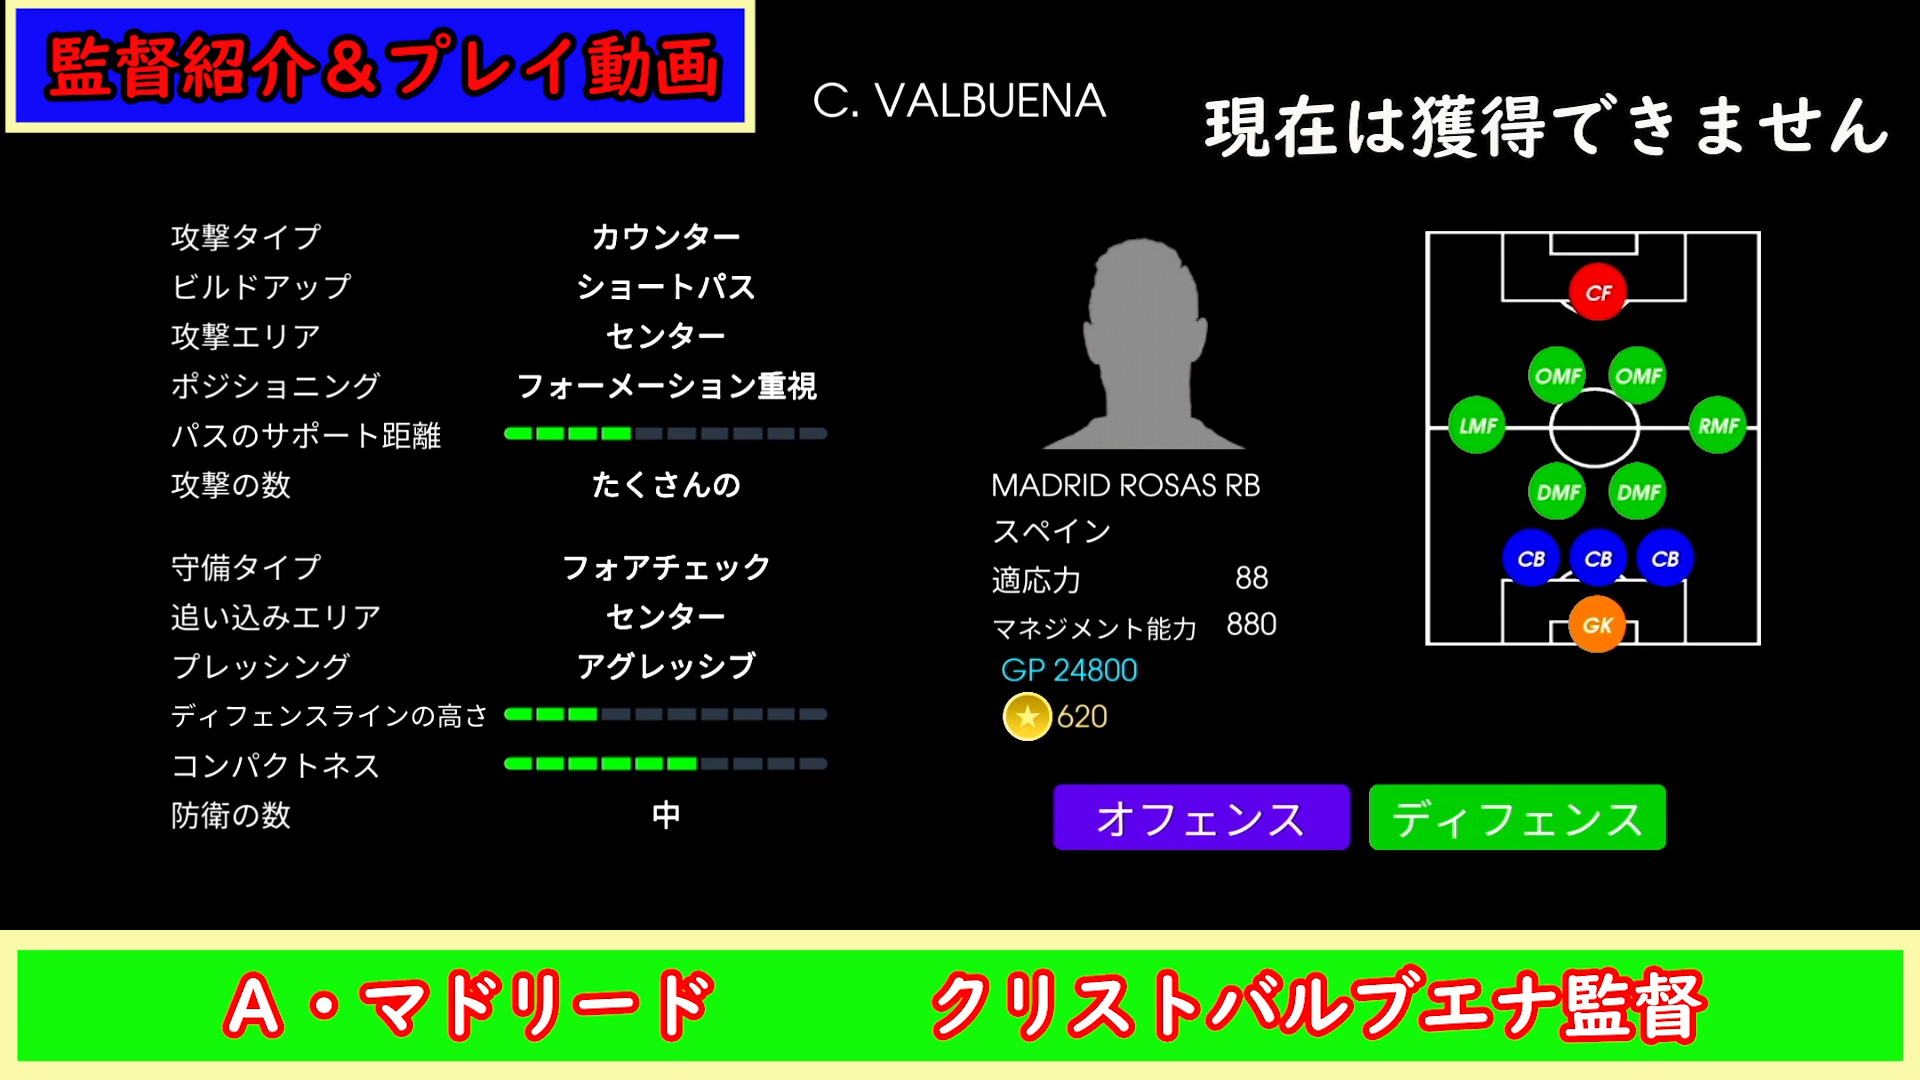 監督紹介＆プレイ動画
C. VALBUENA
現在は獲得できません
攻撃タイプ カウンター
ビルドアップ ショートパス
攻撃エリア センター
ポジショニング フォーメーション重視
パスのサポート距離
攻撃の数 たくさんの
守備タイプ フォアチェック
追い込みエリア センター
プレッシング アグレッシブ
ディフェンスラインの高さ
コンパクトネス
防衛の数 中
MADRID ROSAS RB
スペイン
適応力 88
マネジメント能力 880
GP 24800
620
CF
OMF OMF
LMF RMF
DMF DMF
CB CB CB
GK
オフェンス ディフェンス
A・マドリード クリストバルブエナ監督